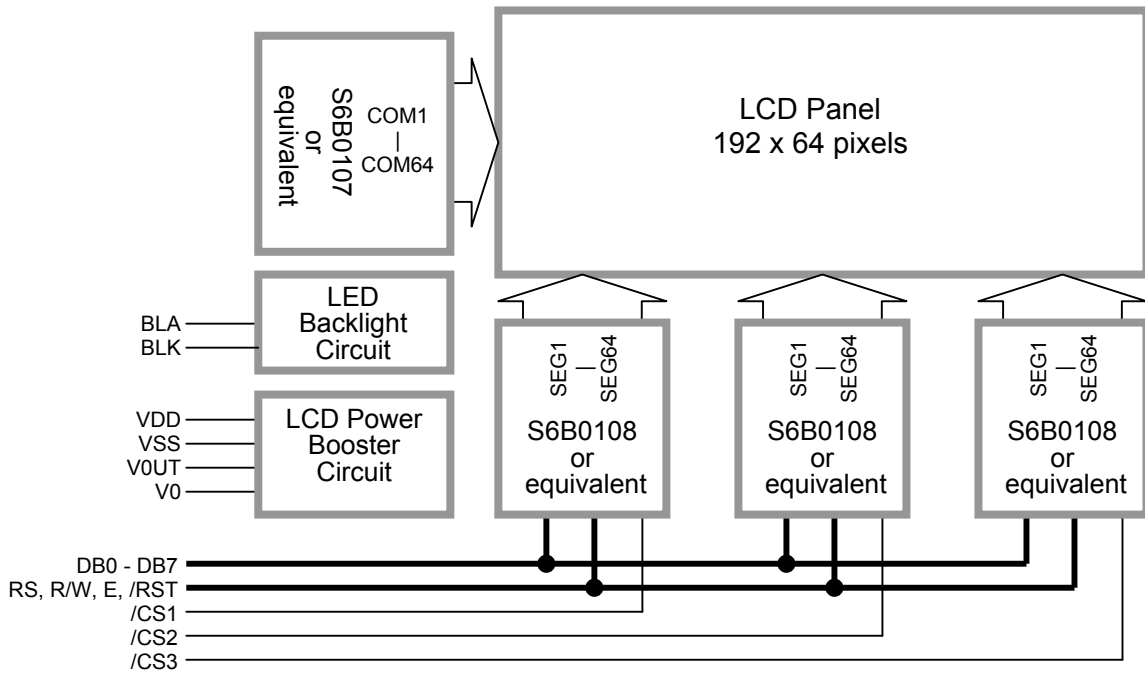 S6B0107
or
equivalent
COM1
|
COM64
LCD Panel
192 x 64 pixels
LED
Backlight
Circuit
BLA
BLK
LCD Power
Booster
Circuit
VDD
VSS
V0UT
V0
SEG1
|
SEG64
S6B0108
or
equivalent
SEG1
|
SEG64
S6B0108
or
equivalent
SEG1
|
SEG64
S6B0108
or
equivalent
DB0 - DB7
RS, R/W, E, /RST
/CS1
/CS2
/CS3